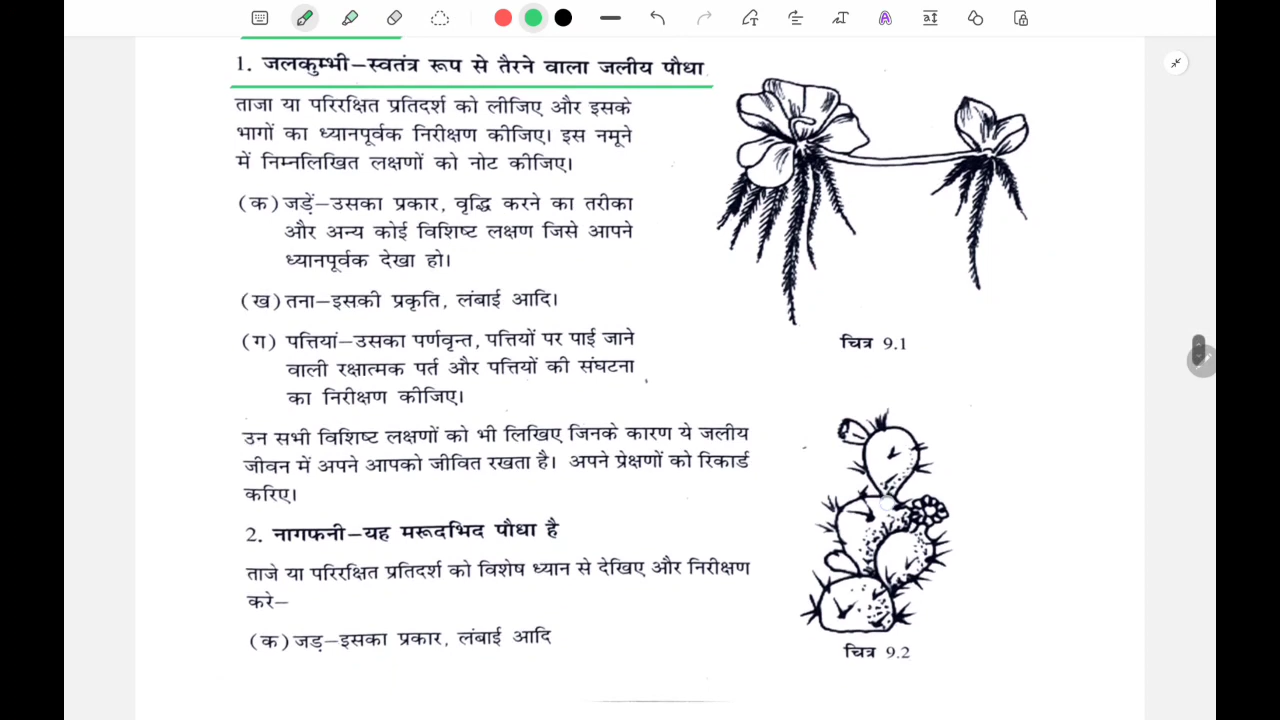 1. जलकुम्भी–स्वतंत्र रूप से तैरने वाला जलीय पौधा
ताजा या परिरक्षित प्रतिदर्श को लीजिए और इसके
भागों का ध्यानपूर्वक निरीक्षण कीजिए। इस नमूने
में निम्नलिखित लक्षणों को नोट कीजिए।
(क) जड़ें–उसका प्रकार, वृद्धि करने का तरीका
और अन्य कोई विशिष्ट लक्षण जिसे आपने
ध्यानपूर्वक देखा हो।
(ख) तना–इसकी प्रकृति, लंबाई आदि।
(ग) पत्तियां–उसका पर्णवृन्त, पत्तियों पर पाई जाने
वाली रक्षात्मक पर्त और पत्तियों की संघटना
का निरीक्षण कीजिए।
चित्र 9.1
उन सभी विशिष्ट लक्षणों को भी लिखिए जिनके कारण ये जलीय
जीवन में अपने आपको जीवित रखता है। अपने प्रेक्षणों को रिकार्ड
करिए।
2. नागफनी–यह मरूदभिद पौधा है
ताजे या परिरक्षित प्रतिदर्श को विशेष ध्यान से देखिए और निरीक्षण
करे–
(क) जड़–इसका प्रकार, लंबाई आदि
चित्र 9.2